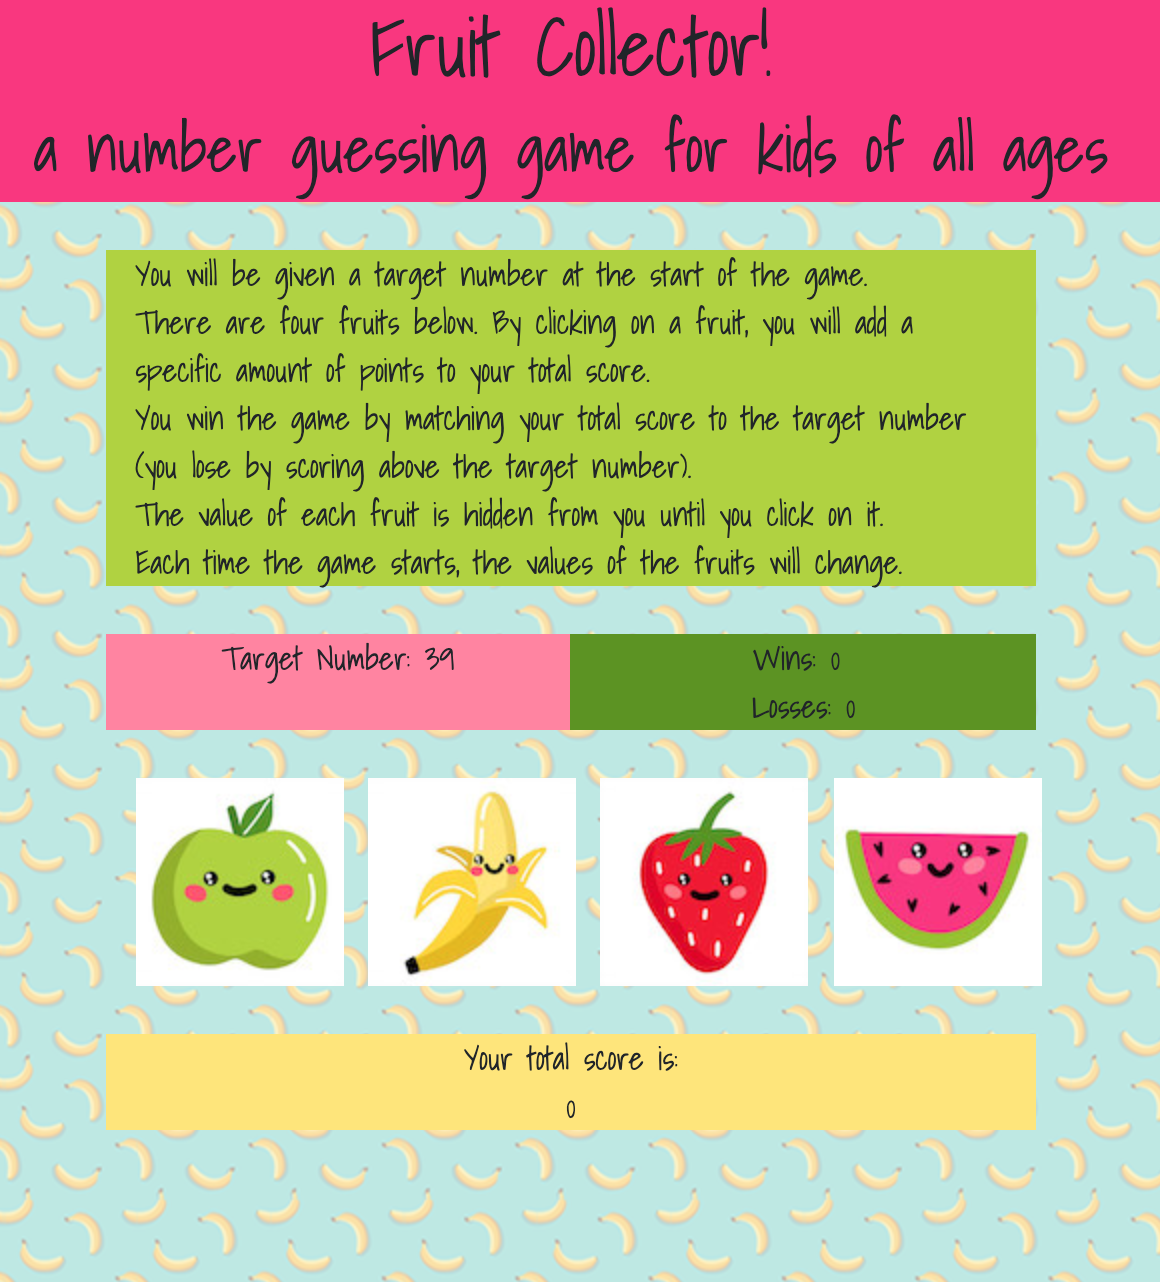 Fruit Collector!
a number guessing game for kids of all ages
You will be given a target number at the start of the game.
There are four fruits below. By clicking on a fruit, you will add a
specific amount of points to your total score.
You win the game by matching your total score to the target number
(you lose by scoring above the target number).
The value of each fruit is hidden from you until you click on it.
Each time the game starts, the values of the fruits will change.
Target Number: 39
Wins: 0
Losses: 0
Your total score is:
0